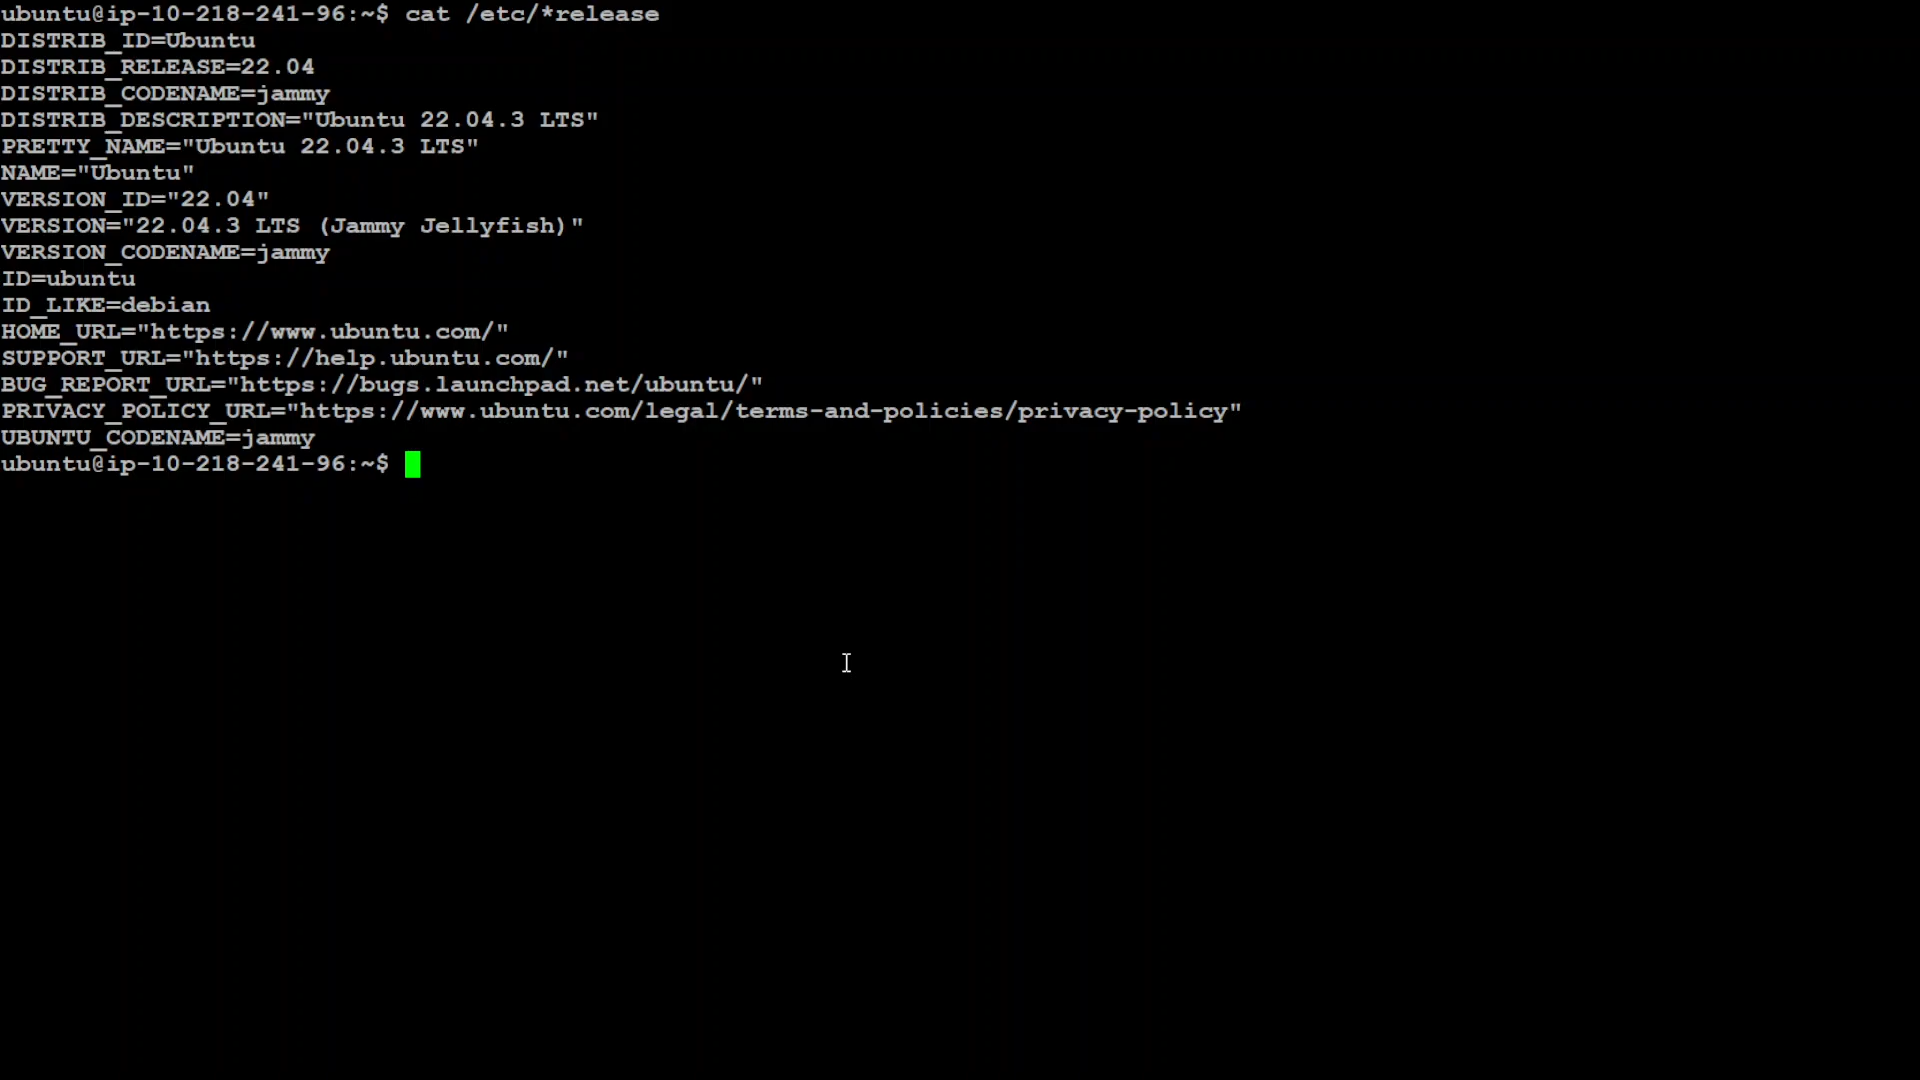 ubuntu@ip-10-218-241-96:~$ cat /etc/*release
DISTRIB_ID=Ubuntu
DISTRIB_RELEASE=22.04
DISTRIB_CODENAME=jammy
DISTRIB_DESCRIPTION="Ubuntu 22.04.3 LTS"
PRETTY_NAME="Ubuntu 22.04.3 LTS"
NAME="Ubuntu"
VERSION_ID="22.04"
VERSION="22.04.3 LTS (Jammy Jellyfish)"
VERSION_CODENAME=jammy
ID=ubuntu
ID_LIKE=debian
HOME_URL="https://www.ubuntu.com/"
SUPPORT_URL="https://help.ubuntu.com/"
BUG_REPORT_URL="https://bugs.launchpad.net/ubuntu/"
PRIVACY_POLICY_URL="https://www.ubuntu.com/legal/terms-and-policies/privacy-policy"
UBUNTU_CODENAME=jammy
ubuntu@ip-10-218-241-96:~$